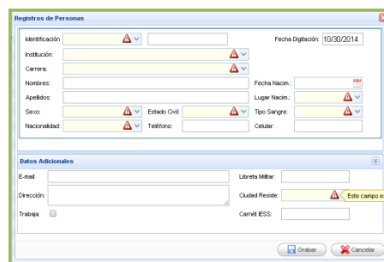 Registros de Personas
Identificación Fecha Digitación: 10/30/2014
Institución:
Carrera:
Nombres: Fecha Nacim.:
Apellidos: Lugar Nacim.:
Sexo: Estado Civil Tipo Sangre:
Nacionalidad: Teléfono: Celular:
Datos Adicionales
E-mail: Libreta Militar:
Dirección: Ciudad Reside: Este campo e
Trabaja: Carnét IESS:
Grabar Cancelar